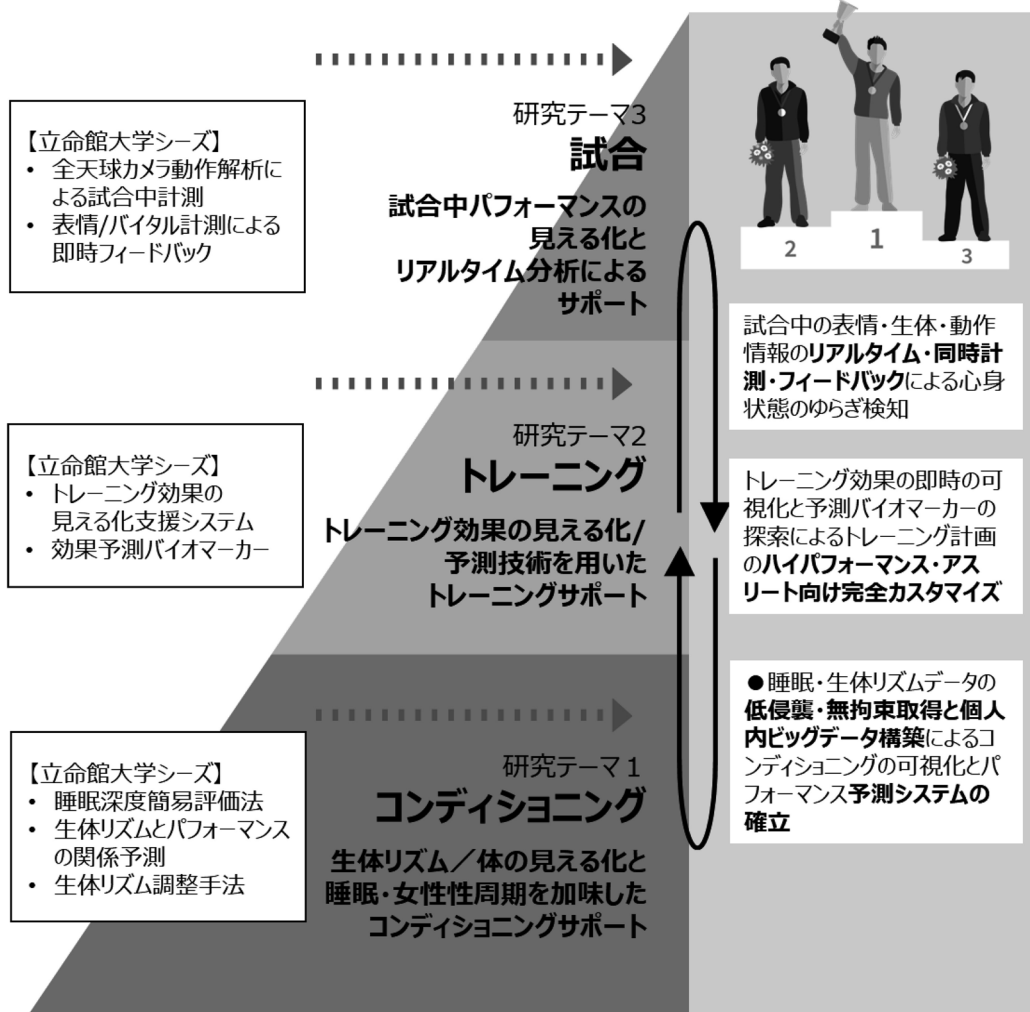 研究テーマ3
試合
試合中パフォーマンスの
見える化と
リアルタイム分析による
サポート
【立命館大学シーズ】
• 全天球カメラ動作解析に
よる試合中計測
• 表情/バイタル計測による
即時フィードバック
2
1
3
試合中の表情・生体・動作
情報のリアルタイム・同時計
測・フィードバックによる心身
状態のゆらぎ検知
研究テーマ2
トレーニング
トレーニング効果の見える化/
予測技術を用いた
トレーニングサポート
【立命館大学シーズ】
• トレーニング効果の
見える化支援システム
• 効果予測バイオマーカー
トレーニング効果の即時の可
視化と予測バイオマーカーの
探索によるトレーニング計画
のハイパフォーマンス・アス
リート向け完全カスタマイズ
研究テーマ1
コンディショニング
生体リズム／体の見える化と
睡眠・女性性周期を加味した
コンディショニングサポート
【立命館大学シーズ】
• 睡眠深度簡易評価法
• 生体リズムとパフォーマンス
の関係予測
• 生体リズム調整手法
●睡眠・生体リズムデータの
低侵襲・無拘束取得と個人
内ビッグデータ構築によるコ
ンディショニングの可視化とパ
フォーマンス予測システムの
確立